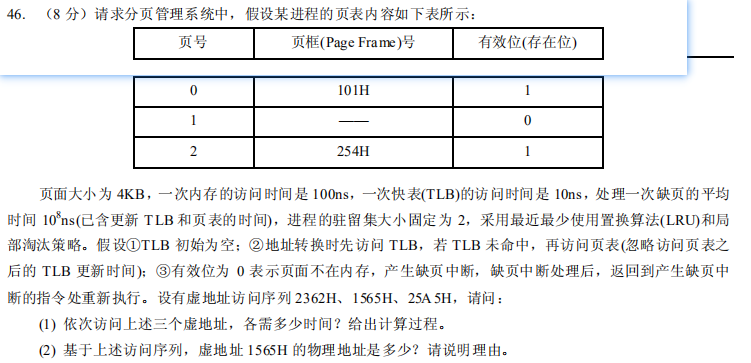 46. （8 分）请求分页管理系统中，假设某进程的页表内容如下表所示：
页号 页框(Page Frame)号 有效位(存在位)
0 101H 1
1 —— 0
2 254H 1
页面大小为 4KB，一次内存的访问时间是 100ns，一次快表(TLB)的访问时间是 10ns，处理一次缺页的平均
时间 10⁸ns(已含更新 TLB 和页表的时间)，进程的驻留集大小固定为 2，采用最近最少使用置换算法(LRU)和局
部淘汰策略。假设①TLB 初始为空；②地址转换时先访问 TLB，若 TLB 未命中，再访问页表(忽略访问页表之
后的 TLB 更新时间)；③有效位为 0 表示页面不在内存，产生缺页中断，缺页中断处理后，返回到产生缺页中
断的指令处重新执行。设有虚地址访问序列 2362H、1565H、25A5H，请问：
(1) 依次访问上述三个虚地址，各需多少时间？给出计算过程。
(2) 基于上述访问序列，虚地址 1565H 的物理地址是多少？请说明理由。